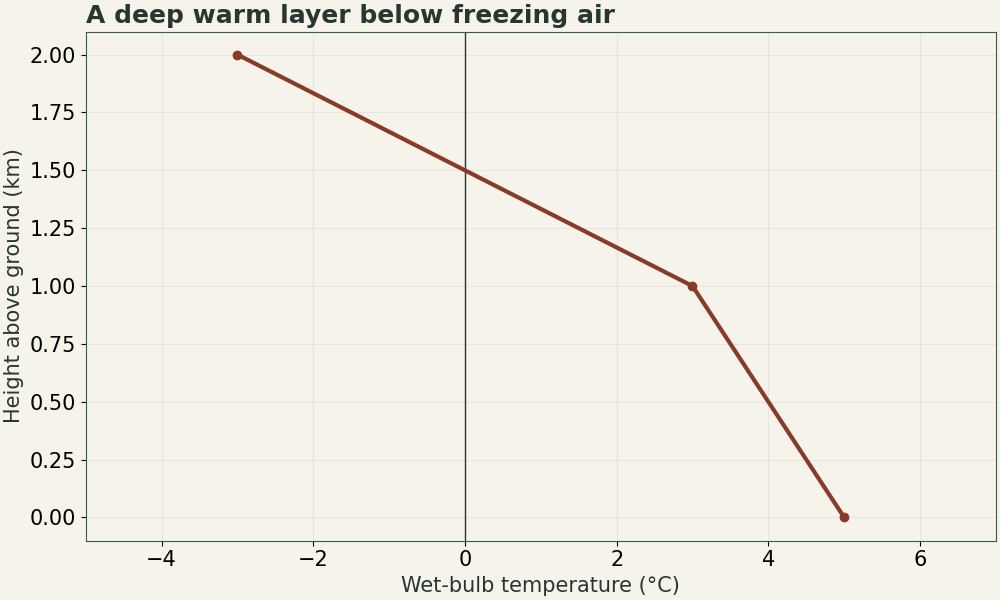 A deep warm layer below freezing air
2.00
1.75
1.50
1.25
1.00
0.75
0.50
0.25
0.00
Height above ground (km)
−4 −2 0 2 4 6
Wet-bulb temperature (°C)